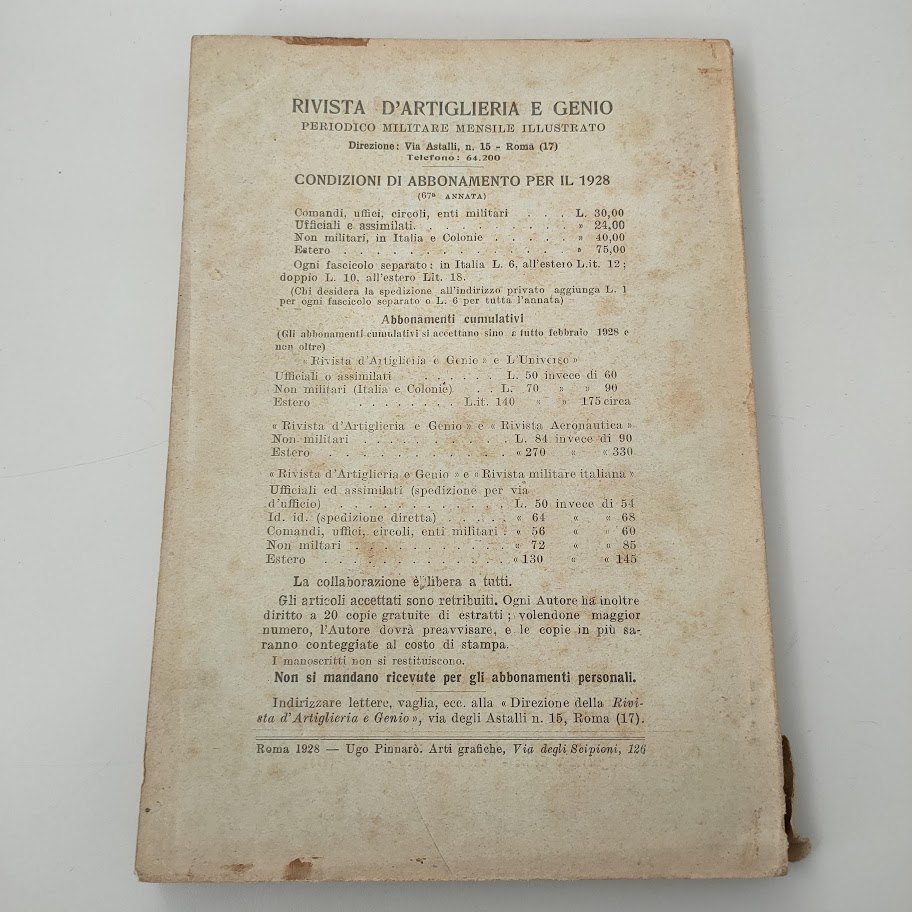 RIVISTA D'ARTIGLIERIA E GENIO
PERIODICO MILITARE MENSILE ILLUSTRATO
Direzione: Via Astalli, n. 15 - Roma (17)
Telefono: 64.200
CONDIZIONI DI ABBONAMENTO PER IL 1928
(67ª ANNATA)
Comandi, uffici, circoli, enti militari . . . L. 30,00
Ufficiali e assimilati. . . . . . . . . » 24,00
Non militari, in Italia e Colonie . . . . . » 40,00
Estero . . . . . . . . . . . . . . » 75,00
Ogni fascicolo separato: in Italia L. 6, all'estero L.it. 12;
doppio L. 10, all'estero Lit. 18.
(Chi desidera la spedizione all'indirizzo privato aggiunga L. 1
per ogni fascicolo separato o L. 6 per tutta l'annata)
Abbonamenti cumulativi
(Gli abbonamenti cumulativi si accettano sino a tutto febbraio 1928 e
non oltre)
« Rivista d'Artiglieria e Genio » e L'Universo »
Ufficiali o assimilati . . . . . . . L. 50 invece di 60
Non militari (Italia e Colonie) . . . L. 70 » » 90
Estero . . . . . . . . L.it. 140 « » 175 circa
« Rivista d'Artiglieria e Genio » e « Rivista Aeronautica »
Non militari . . . . . . . . . . L. 84 invece di 90
Estero . . . . . . . . . . . . « 270 « « 330
« Rivista d'Artiglieria e Genio » e « Rivista militare italiana »
Ufficiali ed assimilati (spedizione per via
d'ufficio) . . . . . . . . . . . L. 50 invece di 54
Id. id. (spedizione diretta) . . . . « 64 « « 68
Comandi, uffici, circoli, enti militari : « 56 « « 60
Non miltari . . . . . . . . . . . « 72 « « 85
Estero . . . . . . . . . . . . . « 130 « « 145
La collaborazione è libera a tutti.
Gli articoli accettati sono retribuiti. Ogni Autore ha inoltre
diritto a 20 copie gratuite di estratti; volendone maggior
numero, l'Autore dovrà preavvisare, e le copie in più sa-
ranno conteggiate al costo di stampa.
I manoscritti non si restituiscono.
Non si mandano ricevute per gli abbonamenti personali.
Indirizzare lettere, vaglia, ecc. alla « Direzione della Rivi-
sta d'Artiglieria e Genio », via degli Astalli n. 15, Roma (17).
Roma 1928 — Ugo Pinnarò. Arti grafiche, Via degli Scipioni, 126